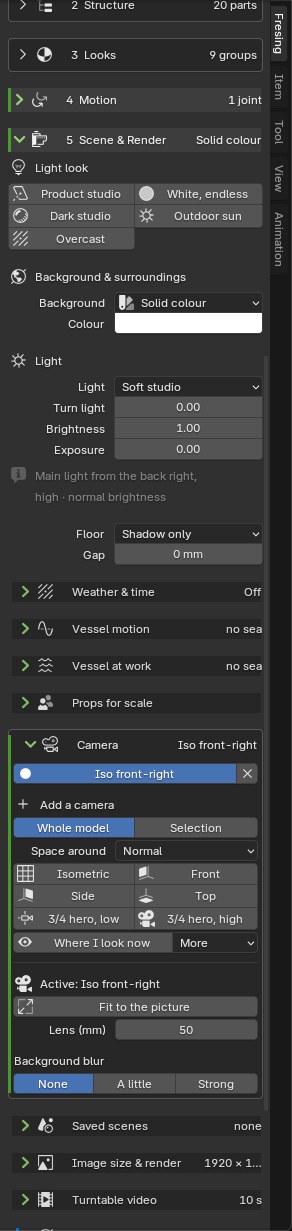 2 Structure 20 parts
3 Looks 9 groups
4 Motion 1 joint
5 Scene & Render Solid colour
Light look
Product studio White, endless
Dark studio Outdoor sun
Overcast
Background & surroundings
Background Solid colour
Colour
Light
Light Soft studio
Turn light 0.00
Brightness 1.00
Exposure 0.00
Main light from the back right,
high · normal brightness
Floor Shadow only
Gap 0 mm
Weather & time Off
Vessel motion no sea
Vessel at work no sea
Props for scale
Camera Iso front-right
Iso front-right
Add a camera
Whole model Selection
Space around Normal
Isometric Front
Side Top
3/4 hero, low 3/4 hero, high
Where I look now More
Active: Iso front-right
Fit to the picture
Lens (mm) 50
Background blur
None A little Strong
Saved scenes none
Image size & render 1920 × 1...
Turntable video 10 s
Fresing
Item
Tool
View
Animation